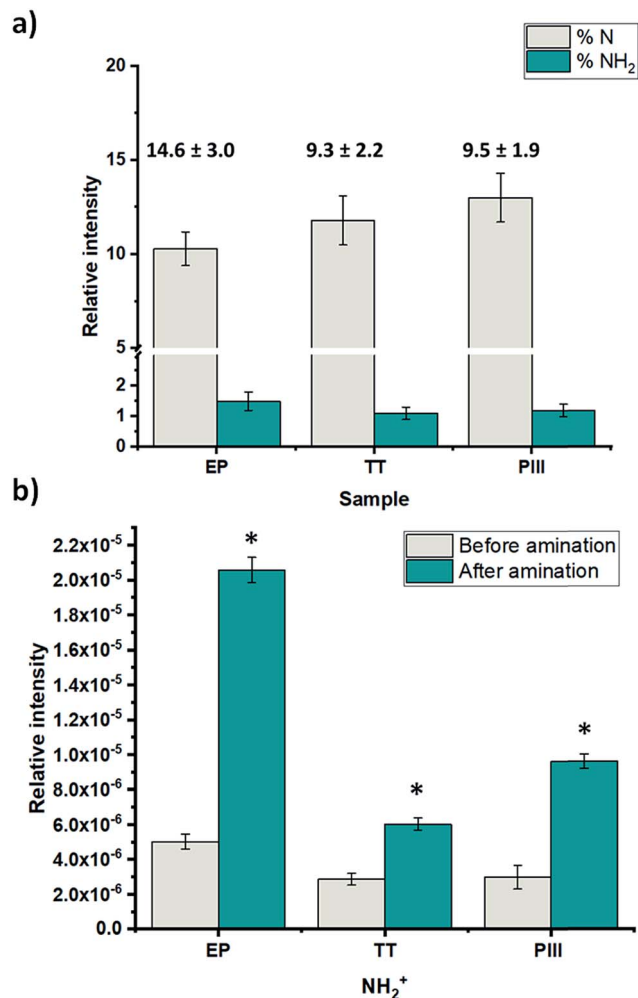 a)
% N
% NH₂
20
15
10
5
2
1
0
Relative intensity
14.6 ± 3.0
9.3 ± 2.2
9.5 ± 1.9
EP
TT
PIII
Sample
b)
Before amination
After amination
2.2x10⁻⁵
2.0x10⁻⁵
1.8x10⁻⁵
1.6x10⁻⁵
1.4x10⁻⁵
1.2x10⁻⁵
1.0x10⁻⁵
8.0x10⁻⁶
6.0x10⁻⁶
4.0x10⁻⁶
2.0x10⁻⁶
0.0
Relative intensity
*
*
*
EP
TT
PIII
NH₂⁺